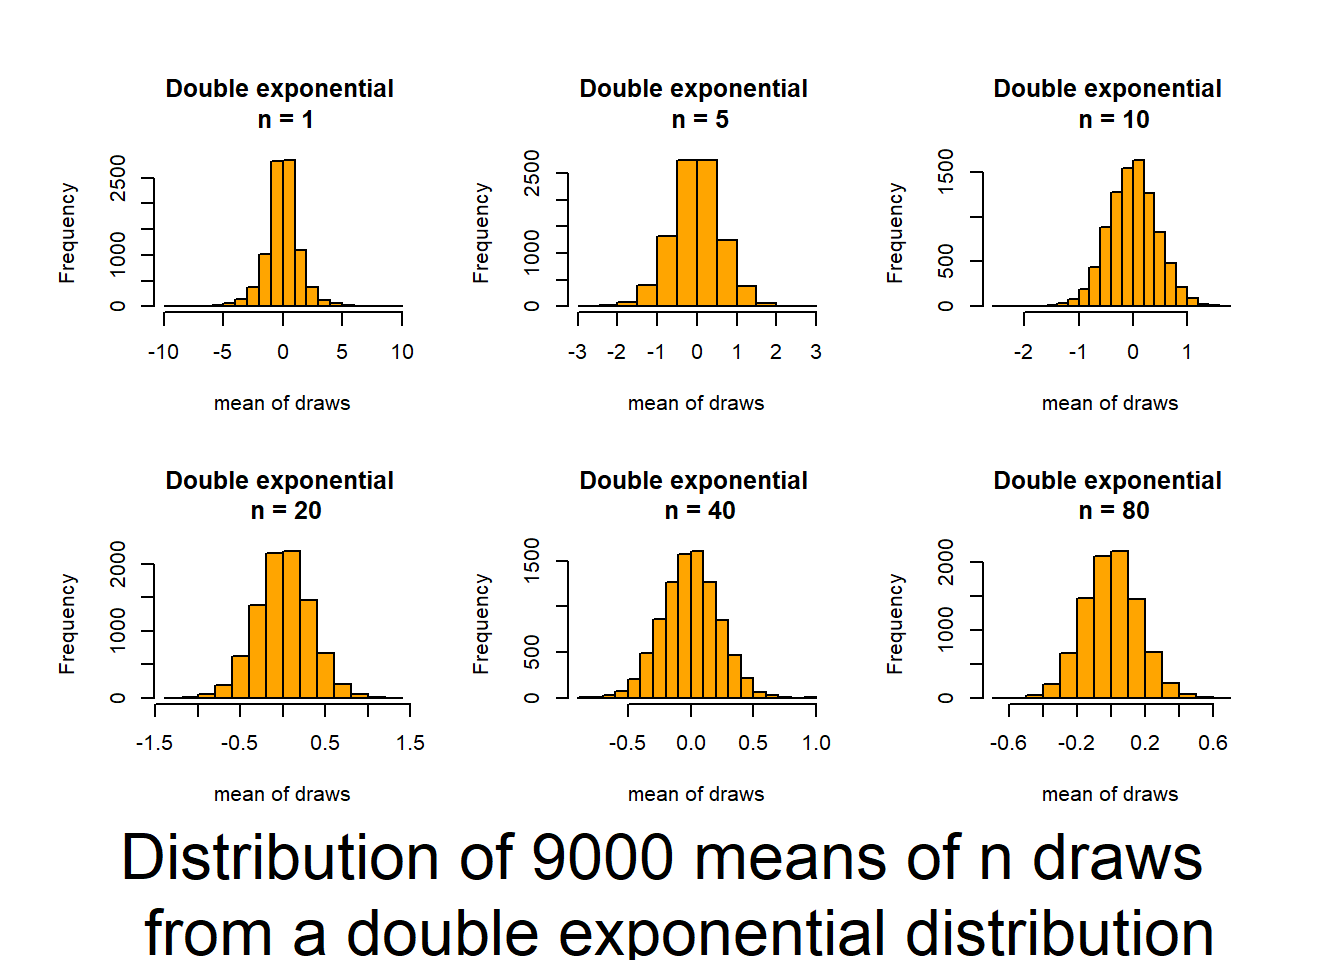 Double exponential
n = 1
Frequency
0 1000 2500
-10 -5 0 5 10
mean of draws
Double exponential
n = 5
Frequency
0 1000 2500
-3 -2 -1 0 1 2 3
mean of draws
Double exponential
n = 10
Frequency
0 500 1500
-2 -1 0 1
mean of draws
Double exponential
n = 20
Frequency
0 1000 2000
-1.5 -0.5 0.5 1.5
mean of draws
Double exponential
n = 40
Frequency
0 500 1500
-0.5 0.0 0.5 1.0
mean of draws
Double exponential
n = 80
Frequency
0 1000 2000
-0.6 -0.2 0.2 0.6
mean of draws
Distribution of 9000 means of n draws
from a double exponential distribution